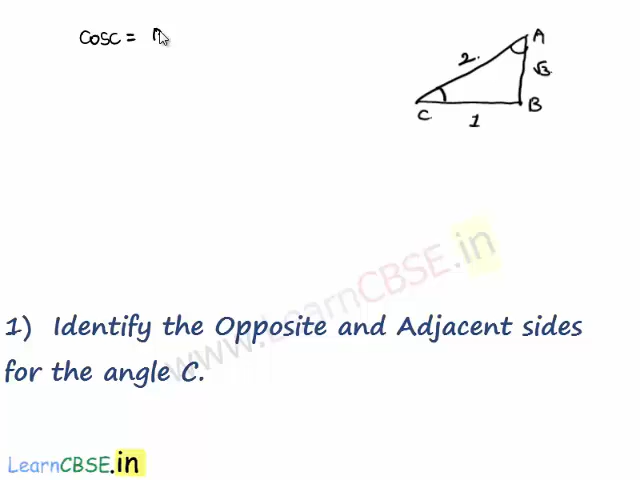 cosc =
A
2.
√3
C
1
B
www.LearnCBSE.in
1) Identify the Opposite and Adjacent sides
for the angle C.
LearnCBSE.in